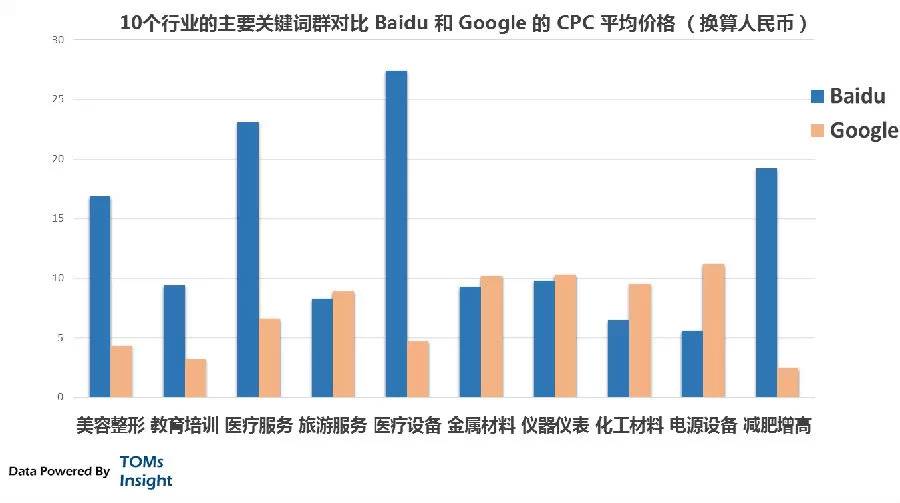 10个行业的主要关键词群对比 Baidu 和 Google 的 CPC 平均价格 （换算人民币）
30
25
20
15
10
5
0
Baidu
Google
美容整形 教育培训 医疗服务 旅游服务 医疗设备 金属材料 仪器仪表 化工材料 电源设备 减肥增高
Data Powered By TOMs
Insight